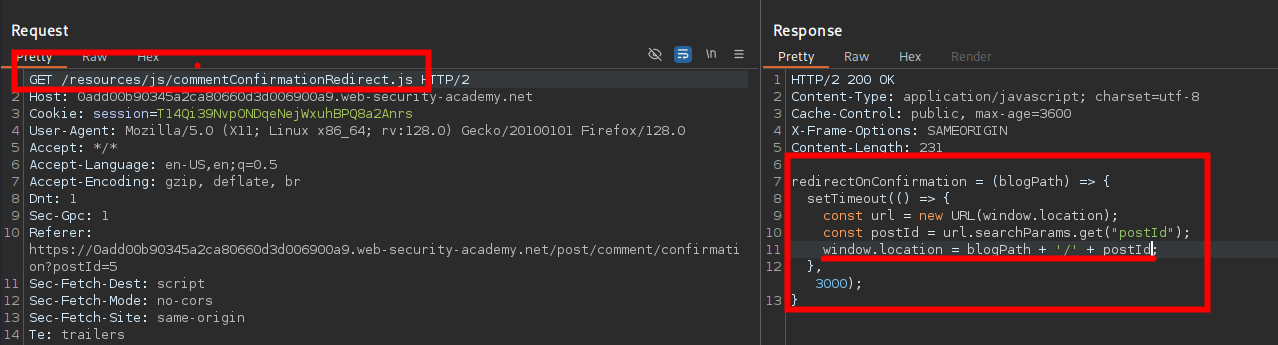 Request
Pretty Raw Hex \n
1 GET /resources/js/commentConfirmationRedirect.js HTTP/2
2 Host: 0add00b90345a2ca80660d3d006900a9.web-security-academy.net
3 Cookie: session=Tl4Qi39NvpONDqeNejWxuhBPQ8a2Anrs
4 User-Agent: Mozilla/5.0 (X11; Linux x86_64; rv:128.0) Gecko/20100101 Firefox/128.0
5 Accept: */*
6 Accept-Language: en-US,en;q=0.5
7 Accept-Encoding: gzip, deflate, br
8 Dnt: 1
9 Sec-Gpc: 1
10 Referer:
https://0add00b90345a2ca80660d3d006900a9.web-security-academy.net/post/comment/confirmati
on?postId=5
11 Sec-Fetch-Dest: script
12 Sec-Fetch-Mode: no-cors
13 Sec-Fetch-Site: same-origin
14 Te: trailers
Response
Pretty Raw Hex Render
1 HTTP/2 200 OK
2 Content-Type: application/javascript; charset=utf-8
3 Cache-Control: public, max-age=3600
4 X-Frame-Options: SAMEORIGIN
5 Content-Length: 231
6
7 redirectOnConfirmation = (blogPath) => {
8 setTimeout(() => {
9 const url = new URL(window.location);
10 const postId = url.searchParams.get("postId");
11 window.location = blogPath + '/' + postId;
12 },
3000);
13 }